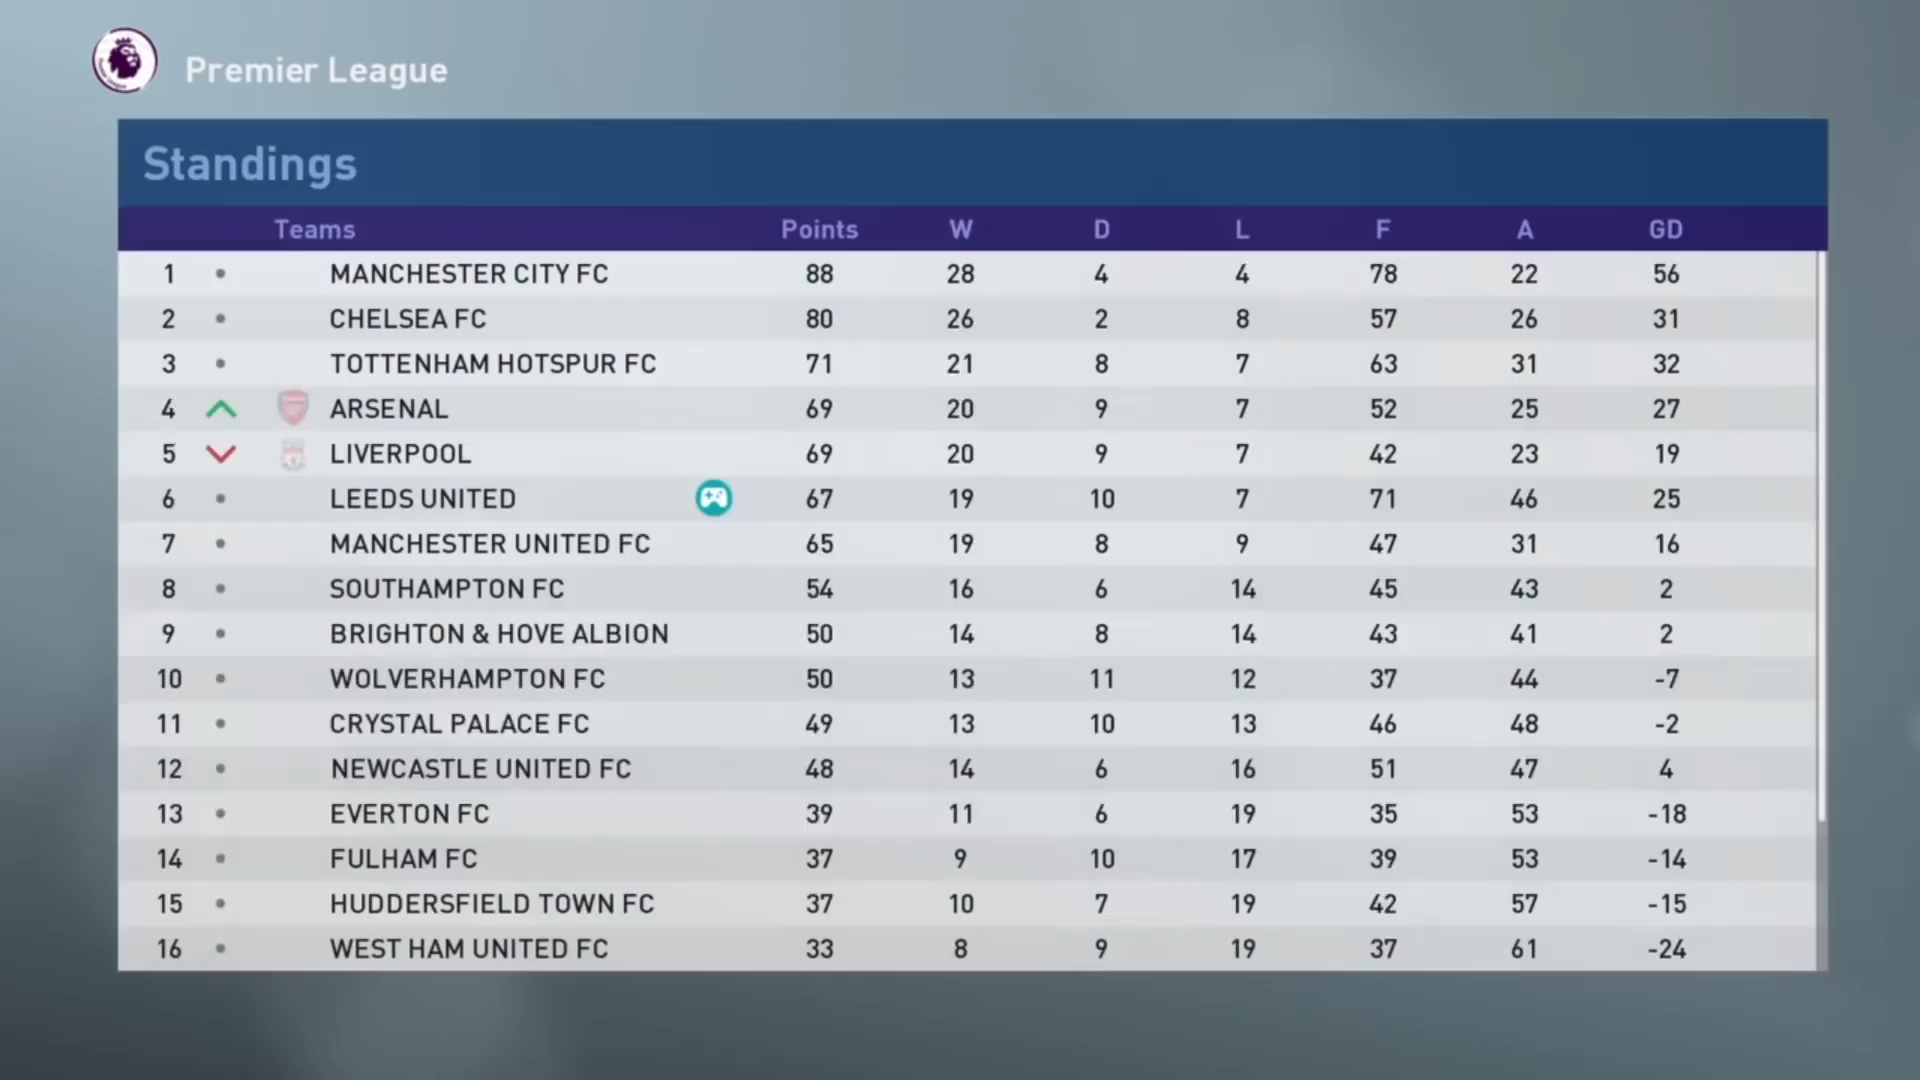 Premier League
Standings
Teams Points W D L F A GD
1 MANCHESTER CITY FC 88 28 4 4 78 22 56
2 CHELSEA FC 80 26 2 8 57 26 31
3 TOTTENHAM HOTSPUR FC 71 21 8 7 63 31 32
4 ARSENAL 69 20 9 7 52 25 27
5 LIVERPOOL 69 20 9 7 42 23 19
6 LEEDS UNITED 67 19 10 7 71 46 25
7 MANCHESTER UNITED FC 65 19 8 9 47 31 16
8 SOUTHAMPTON FC 54 16 6 14 45 43 2
9 BRIGHTON & HOVE ALBION 50 14 8 14 43 41 2
10 WOLVERHAMPTON FC 50 13 11 12 37 44 -7
11 CRYSTAL PALACE FC 49 13 10 13 46 48 -2
12 NEWCASTLE UNITED FC 48 14 6 16 51 47 4
13 EVERTON FC 39 11 6 19 35 53 -18
14 FULHAM FC 37 9 10 17 39 53 -14
15 HUDDERSFIELD TOWN FC 37 10 7 19 42 57 -15
16 WEST HAM UNITED FC 33 8 9 19 37 61 -24